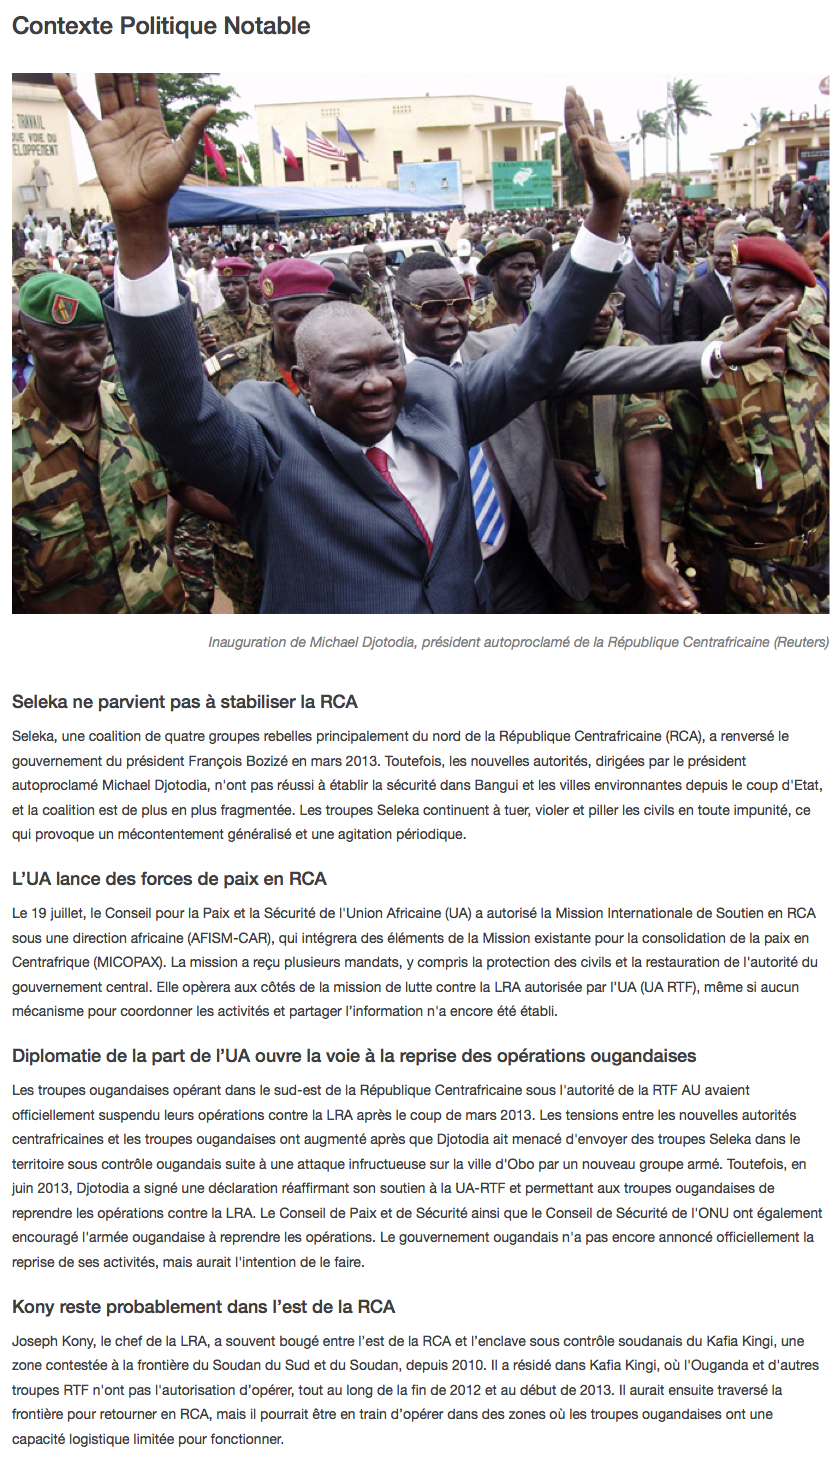 Contexte Politique Notable
E TRAVAIL
QUE VOIE DU
ELOPPEMENT
tele
Inauguration de Michael Djotodia, président autoproclamé de la République Centrafricaine (Reuters)
Seleka ne parvient pas à stabiliser la RCA
Seleka, une coalition de quatre groupes rebelles principalement du nord de la République Centrafricaine (RCA), a renversé le
gouvernement du président François Bozizé en mars 2013. Toutefois, les nouvelles autorités, dirigées par le président
autoproclamé Michael Djotodia, n'ont pas réussi à établir la sécurité dans Bangui et les villes environnantes depuis le coup d'Etat,
et la coalition est de plus en plus fragmentée. Les troupes Seleka continuent à tuer, violer et piller les civils en toute impunité, ce
qui provoque un mécontentement généralisé et une agitation périodique.
L’UA lance des forces de paix en RCA
Le 19 juillet, le Conseil pour la Paix et la Sécurité de l'Union Africaine (UA) a autorisé la Mission Internationale de Soutien en RCA
sous une direction africaine (AFISM-CAR), qui intégrera des éléments de la Mission existante pour la consolidation de la paix en
Centrafrique (MICOPAX). La mission a reçu plusieurs mandats, y compris la protection des civils et la restauration de l'autorité du
gouvernement central. Elle opèrera aux côtés de la mission de lutte contre la LRA autorisée par l'UA (UA RTF), même si aucun
mécanisme pour coordonner les activités et partager l’information n'a encore été établi.
Diplomatie de la part de l’UA ouvre la voie à la reprise des opérations ougandaises
Les troupes ougandaises opérant dans le sud-est de la République Centrafricaine sous l'autorité de la RTF AU avaient
officiellement suspendu leurs opérations contre la LRA après le coup de mars 2013. Les tensions entre les nouvelles autorités
centrafricaines et les troupes ougandaises ont augmenté après que Djotodia ait menacé d'envoyer des troupes Seleka dans le
territoire sous contrôle ougandais suite à une attaque infructueuse sur la ville d'Obo par un nouveau groupe armé. Toutefois, en
juin 2013, Djotodia a signé une déclaration réaffirmant son soutien à la UA-RTF et permettant aux troupes ougandaises de
reprendre les opérations contre la LRA. Le Conseil de Paix et de Sécurité ainsi que le Conseil de Sécurité de l'ONU ont également
encouragé l'armée ougandaise à reprendre les opérations. Le gouvernement ougandais n'a pas encore annoncé officiellement la
reprise de ses activités, mais aurait l'intention de le faire.
Kony reste probablement dans l’est de la RCA
Joseph Kony, le chef de la LRA, a souvent bougé entre l’est de la RCA et l’enclave sous contrôle soudanais du Kafia Kingi, une
zone contestée à la frontière du Soudan du Sud et du Soudan, depuis 2010. Il a résidé dans Kafia Kingi, où l'Ouganda et d'autres
troupes RTF n'ont pas l'autorisation d’opérer, tout au long de la fin de 2012 et au début de 2013. Il aurait ensuite traversé la
frontière pour retourner en RCA, mais il pourrait être en train d’opérer dans des zones où les troupes ougandaises ont une
capacité logistique limitée pour fonctionner.